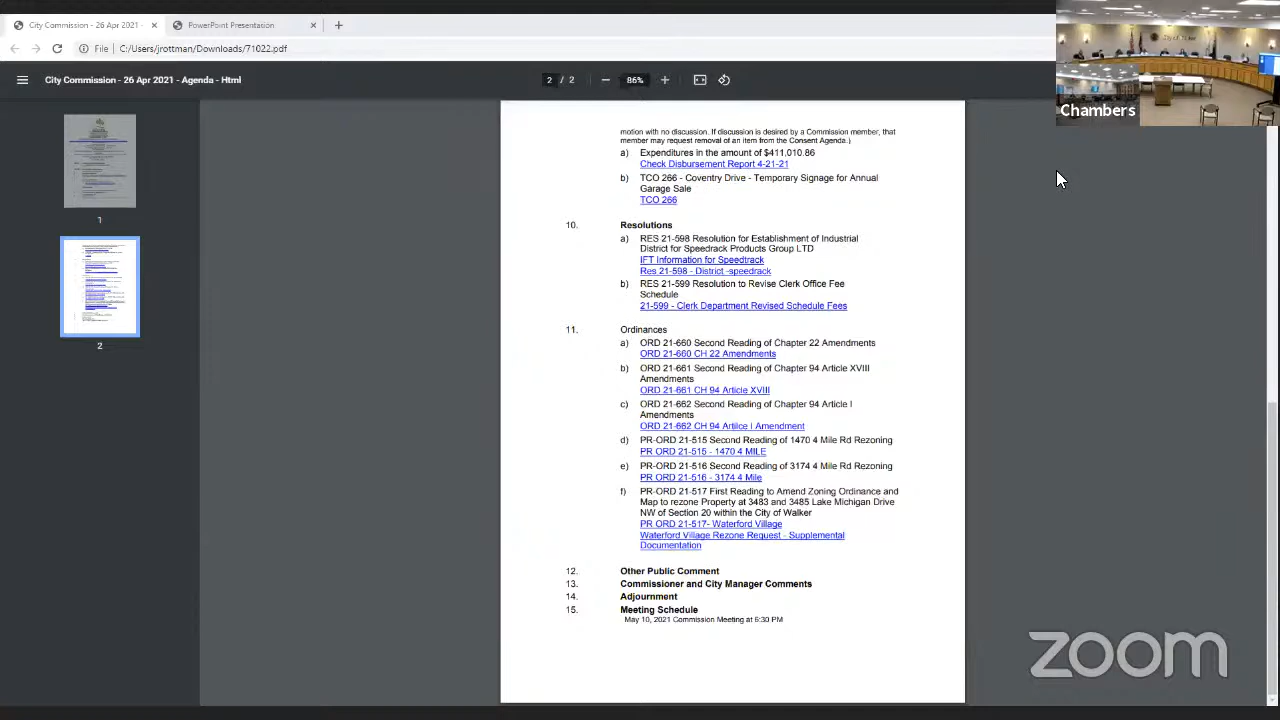 City Commission - 26 Apr 2021 -
PowerPoint Presentation
File
C:/Users/jrottman/Downloads/71022.pdf
City Commission - 26 Apr 2021 - Agenda - Html
2 / 2
86%
Chambers
1
2
motion with no discussion. If discussion is desired by a Commission member, that
member may request removal of an item from the Consent Agenda.)
a) Expenditures in the amount of $411,010.86
Check Disbursement Report 4-21-21
b) TCO 266 - Coventry Drive - Temporary Signage for Annual
Garage Sale
TCO 266
10. Resolutions
a) RES 21-598 Resolution for Establishment of Industrial
District for Speedrack Products Group LTD
IFT Information for Speedtrack
Res 21-598 - District -speedrack
b) RES 21-599 Resolution to Revise Clerk Office Fee
Schedule
21-599 - Clerk Department Revised Schedule Fees
11. Ordinances
a) ORD 21-660 Second Reading of Chapter 22 Amendments
ORD 21-660 CH 22 Amendments
b) ORD 21-661 Second Reading of Chapter 94 Article XVIII
Amendments
ORD 21-661 CH 94 Article XVIII
c) ORD 21-662 Second Reading of Chapter 94 Article I
Amendments
ORD 21-662 CH 94 Artilce I Amendment
d) PR-ORD 21-515 Second Reading of 1470 4 Mile Rd Rezoning
PR ORD 21-515 - 1470 4 MILE
e) PR-ORD 21-516 Second Reading of 3174 4 Mile Rd Rezoning
PR ORD 21-516 - 3174 4 Mile
f) PR-ORD 21-517 First Reading to Amend Zoning Ordinance and
Map to rezone Property at 3483 and 3485 Lake Michigan Drive
NW of Section 20 within the City of Walker
PR ORD 21-517- Waterford Village
Waterford Village Rezone Request - Supplemental
Documentation
12. Other Public Comment
13. Commissioner and City Manager Comments
14. Adjournment
15. Meeting Schedule
May 10, 2021 Commission Meeting at 6:30 PM
zoom